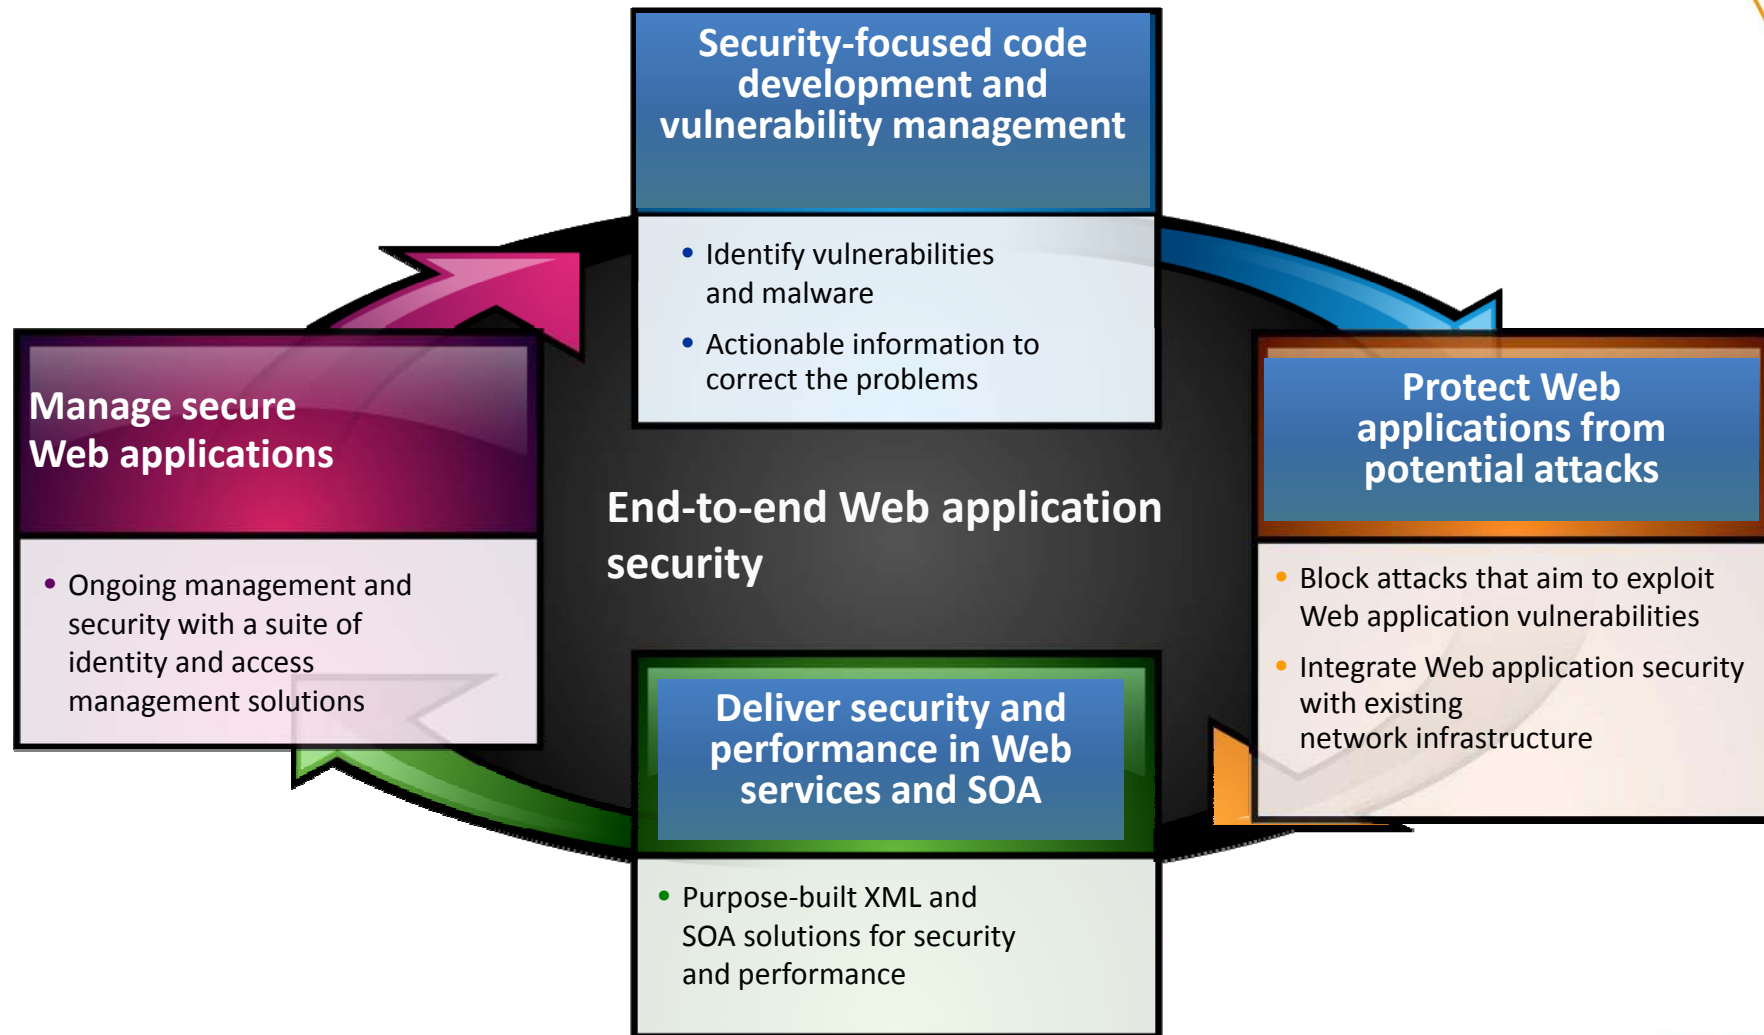 Security-focused code
development and
vulnerability management
• Identify vulnerabilities
and malware
• Actionable information to
correct the problems
Protect Web
applications from
potential attacks
• Block attacks that aim to exploit
Web application vulnerabilities
• Integrate Web application security
with existing
network infrastructure
Deliver security and
performance in Web
services and SOA
• Purpose-built XML and
SOA solutions for security
and performance
Manage secure
Web applications
• Ongoing management and
security with a suite of
identity and access
management solutions
End-to-end Web application
security